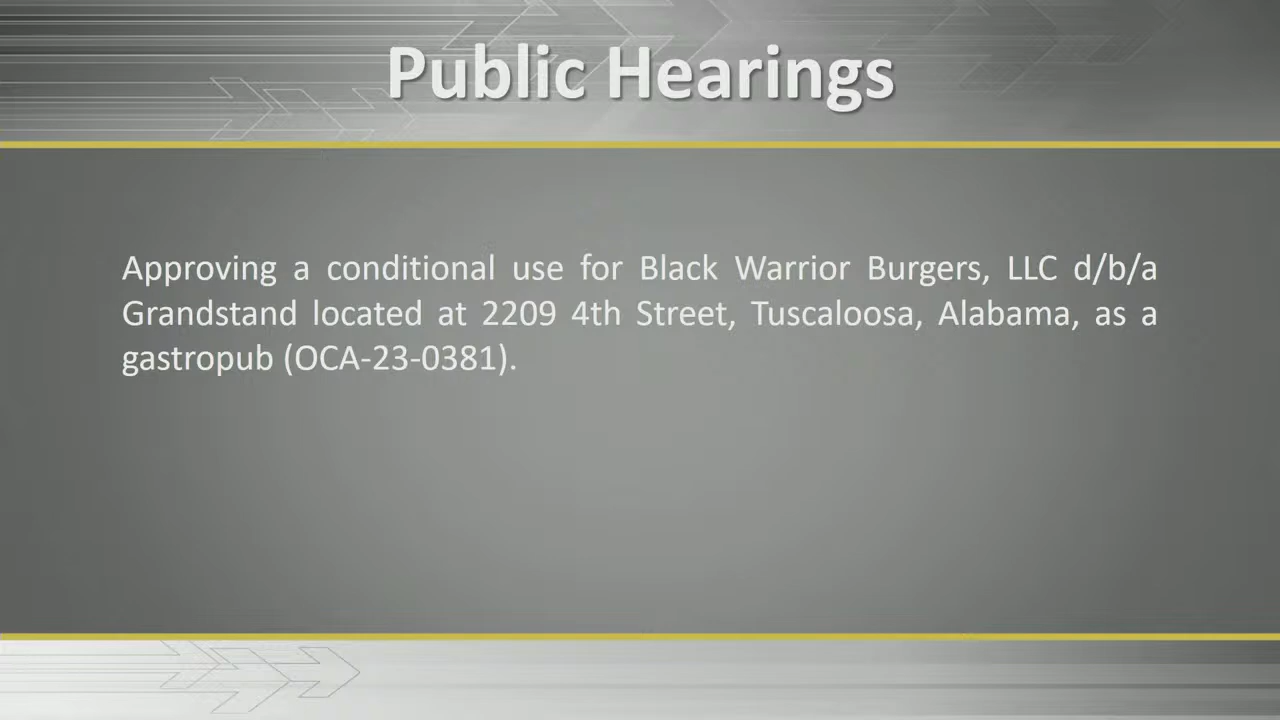 Public Hearings
Approving a conditional use for Black Warrior Burgers, LLC d/b/a
Grandstand located at 2209 4th Street, Tuscaloosa, Alabama, as a
gastropub (OCA-23-0381).